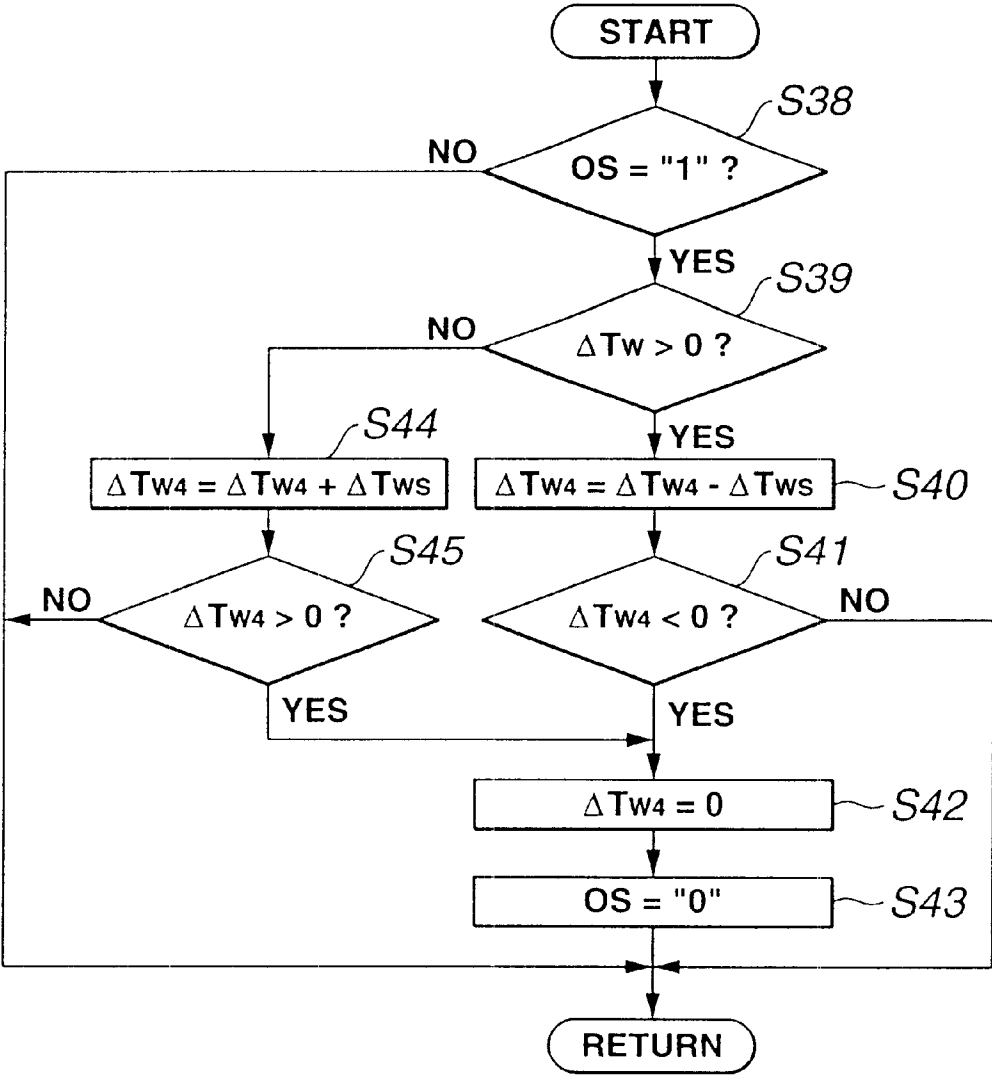 START
S38
NO
OS = "1" ?
YES
S39
NO
ΔTW > 0 ?
S44
YES
ΔTW4 = ΔTW4 + ΔTWS
ΔTW4 = ΔTW4 - ΔTWS
S40
S45
S41
NO
ΔTW4 > 0 ?
ΔTW4 < 0 ?
NO
YES
YES
ΔTW4 = 0
S42
OS = "0"
S43
RETURN